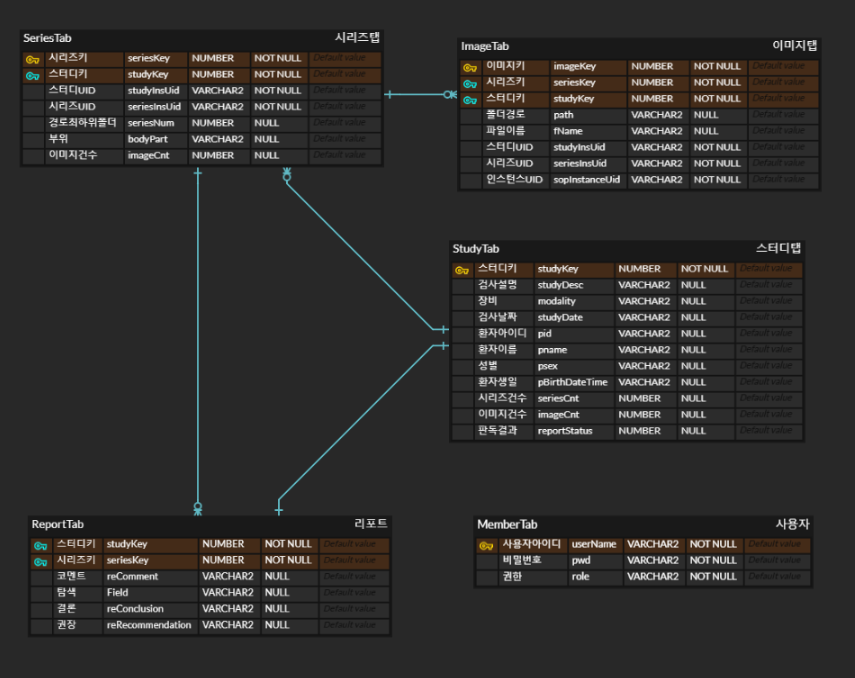 SeriesTab 시리즈탭
시리즈키 seriesKey NUMBER NOT NULL Default value
스터디키 studyKey NUMBER NOT NULL Default value
스터디UID studyInsUid VARCHAR2 NOT NULL Default value
시리즈UID seriesInsUid VARCHAR2 NOT NULL Default value
경로최하위폴더 seriesNum NUMBER NULL Default value
부위 bodyPart VARCHAR2 NULL Default value
이미지건수 imageCnt NUMBER NULL Default value
ImageTab 이미지탭
이미지키 imageKey NUMBER NOT NULL Default value
시리즈키 seriesKey NUMBER NOT NULL Default value
스터디키 studyKey NUMBER NOT NULL Default value
폴더경로 path VARCHAR2 NULL Default value
파일이름 fName VARCHAR2 NULL Default value
스터디UID studyInsUid VARCHAR2 NOT NULL Default value
시리즈UID seriesInsUid VARCHAR2 NOT NULL Default value
인스턴스UID sopInstanceUid VARCHAR2 NOT NULL Default value
StudyTab 스터디탭
스터디키 studyKey NUMBER NOT NULL Default value
검사설명 studyDesc VARCHAR2 NULL Default value
장비 modality VARCHAR2 NULL Default value
검사날짜 studyDate VARCHAR2 NULL Default value
환자아이디 pid VARCHAR2 NULL Default value
환자이름 pname VARCHAR2 NULL Default value
성별 psex VARCHAR2 NULL Default value
환자생일 pBirthDateTime VARCHAR2 NULL Default value
시리즈건수 seriesCnt NUMBER NULL Default value
이미지건수 imageCnt NUMBER NULL Default value
판독결과 reportStatus NUMBER NULL Default value
ReportTab 리포트
스터디키 studyKey NUMBER NOT NULL Default value
시리즈키 seriesKey NUMBER NOT NULL Default value
코멘트 reComment VARCHAR2 NULL Default value
탐색 Field VARCHAR2 NULL Default value
결론 reConclusion VARCHAR2 NULL Default value
권장 reRecommendation VARCHAR2 NULL Default value
MemberTab 사용자
사용자아이디 userName VARCHAR2 NOT NULL Default value
비밀번호 pwd VARCHAR2 NOT NULL Default value
권한 role VARCHAR2 NOT NULL Default value